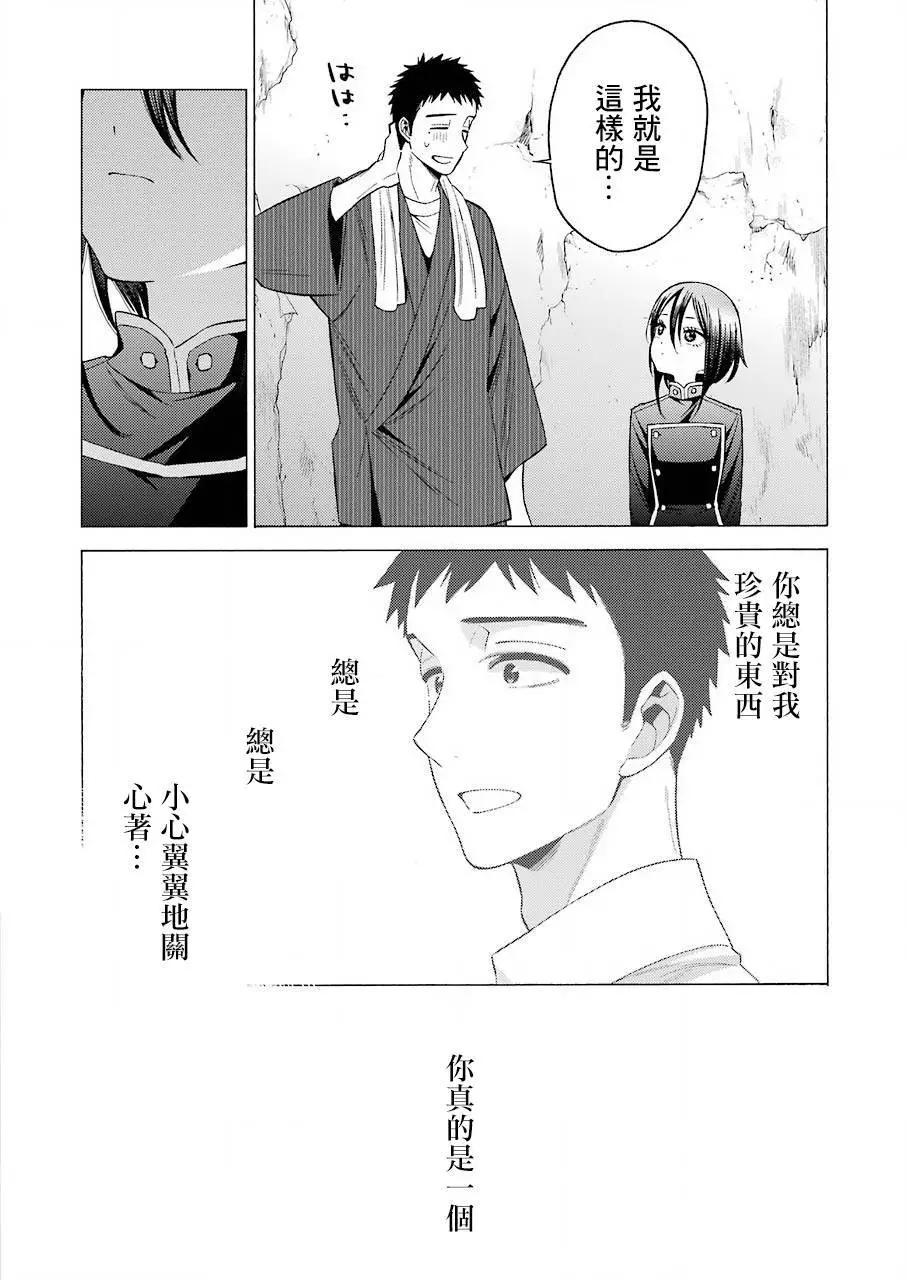 我就是
這樣的…
はは…
你總是對我
珍貴的東西
總是
總是
小心翼翼地關
心著…
你真的是一個